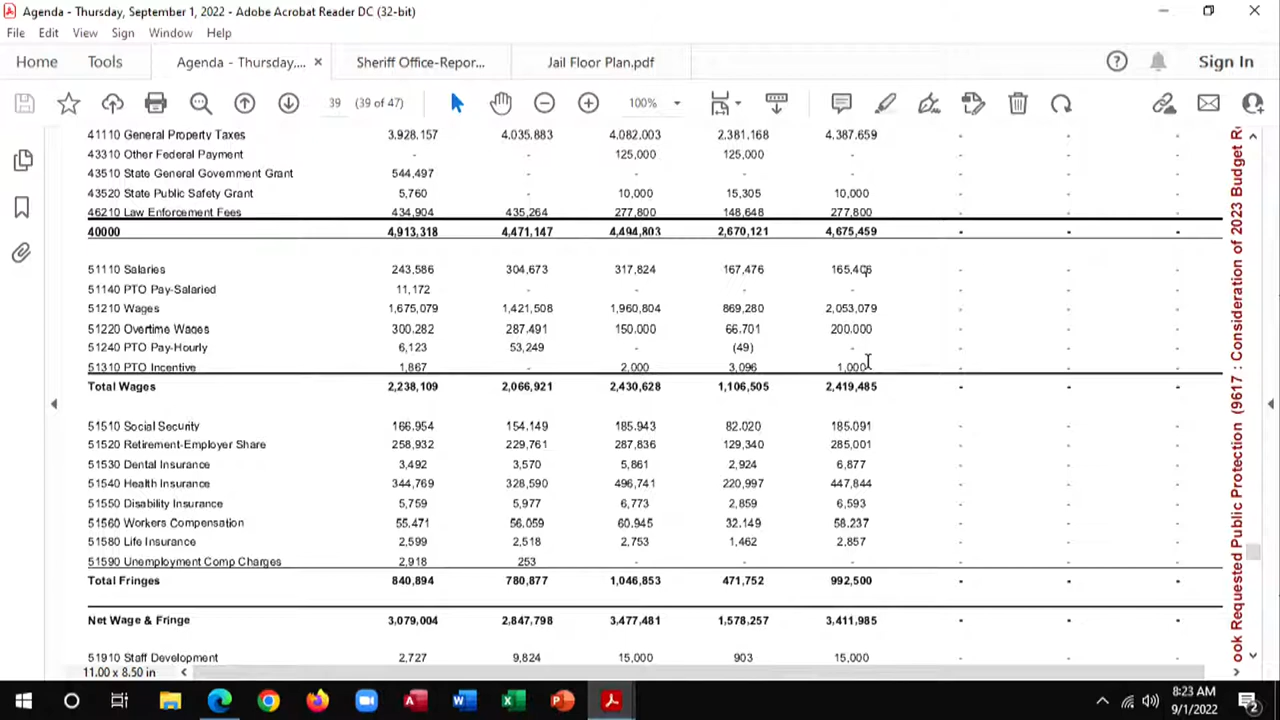 Agenda - Thursday, September 1, 2022 - Adobe Acrobat Reader DC (32-bit)
File Edit View Sign Window Help
Home Tools Agenda - Thursday,... × Sheriff Office-Repor... Jail Floor Plan.pdf Sign In
39 (39 of 47) 100%
41110 General Property Taxes 3,928,157 4,035,883 4,082,003 2,381,168 4,387,659 - - -
43310 Other Federal Payment - - 125,000 125,000 - - - -
43510 State General Government Grant 544,497 - - - - - - -
43520 State Public Safety Grant 5,760 - 10,000 15,305 10,000 - - -
46210 Law Enforcement Fees 434,904 435,264 277,800 148,648 277,800 - - -
40000 4,913,318 4,471,147 4,494,803 2,670,121 4,675,459 - - -
51110 Salaries 243,586 304,673 317,824 167,476 165,406 - - -
51140 PTO Pay-Salaried 11,172 - - - - - - -
51210 Wages 1,675,079 1,421,508 1,960,804 869,280 2,053,079 - - -
51220 Overtime Wages 300,282 287,491 150,000 66,701 200,000 - - -
51240 PTO Pay-Hourly 6,123 53,249 - (49) - - - -
51310 PTO Incentive 1,867 - 2,000 3,096 1,000 - - -
Total Wages 2,238,109 2,066,921 2,430,628 1,106,505 2,419,485 - - -
51510 Social Security 166,954 154,149 185,943 82,020 185,091 - - -
51520 Retirement-Employer Share 258,932 229,761 287,836 129,340 285,001 - - -
51530 Dental Insurance 3,492 3,570 5,861 2,924 6,877 - - -
51540 Health Insurance 344,769 328,590 496,741 220,997 447,844 - - -
51550 Disability Insurance 5,759 5,977 6,773 2,859 6,593 - - -
51560 Workers Compensation 55,471 56,059 60,945 32,149 58,237 - - -
51580 Life Insurance 2,599 2,518 2,753 1,462 2,857 - - -
51590 Unemployment Comp Charges 2,918 253 - - - - - -
Total Fringes 840,894 780,877 1,046,853 471,752 992,500 - - -
Net Wage & Fringe 3,079,004 2,847,798 3,477,481 1,578,257 3,411,985 - - -
51910 Staff Development 2,727 9,824 15,000 903 15,000 - - -
11.00 x 8.50 in
ook Requested Public Protection (9617 : Consideration of 2023 Budget R
8:23 AM
9/1/2022
2